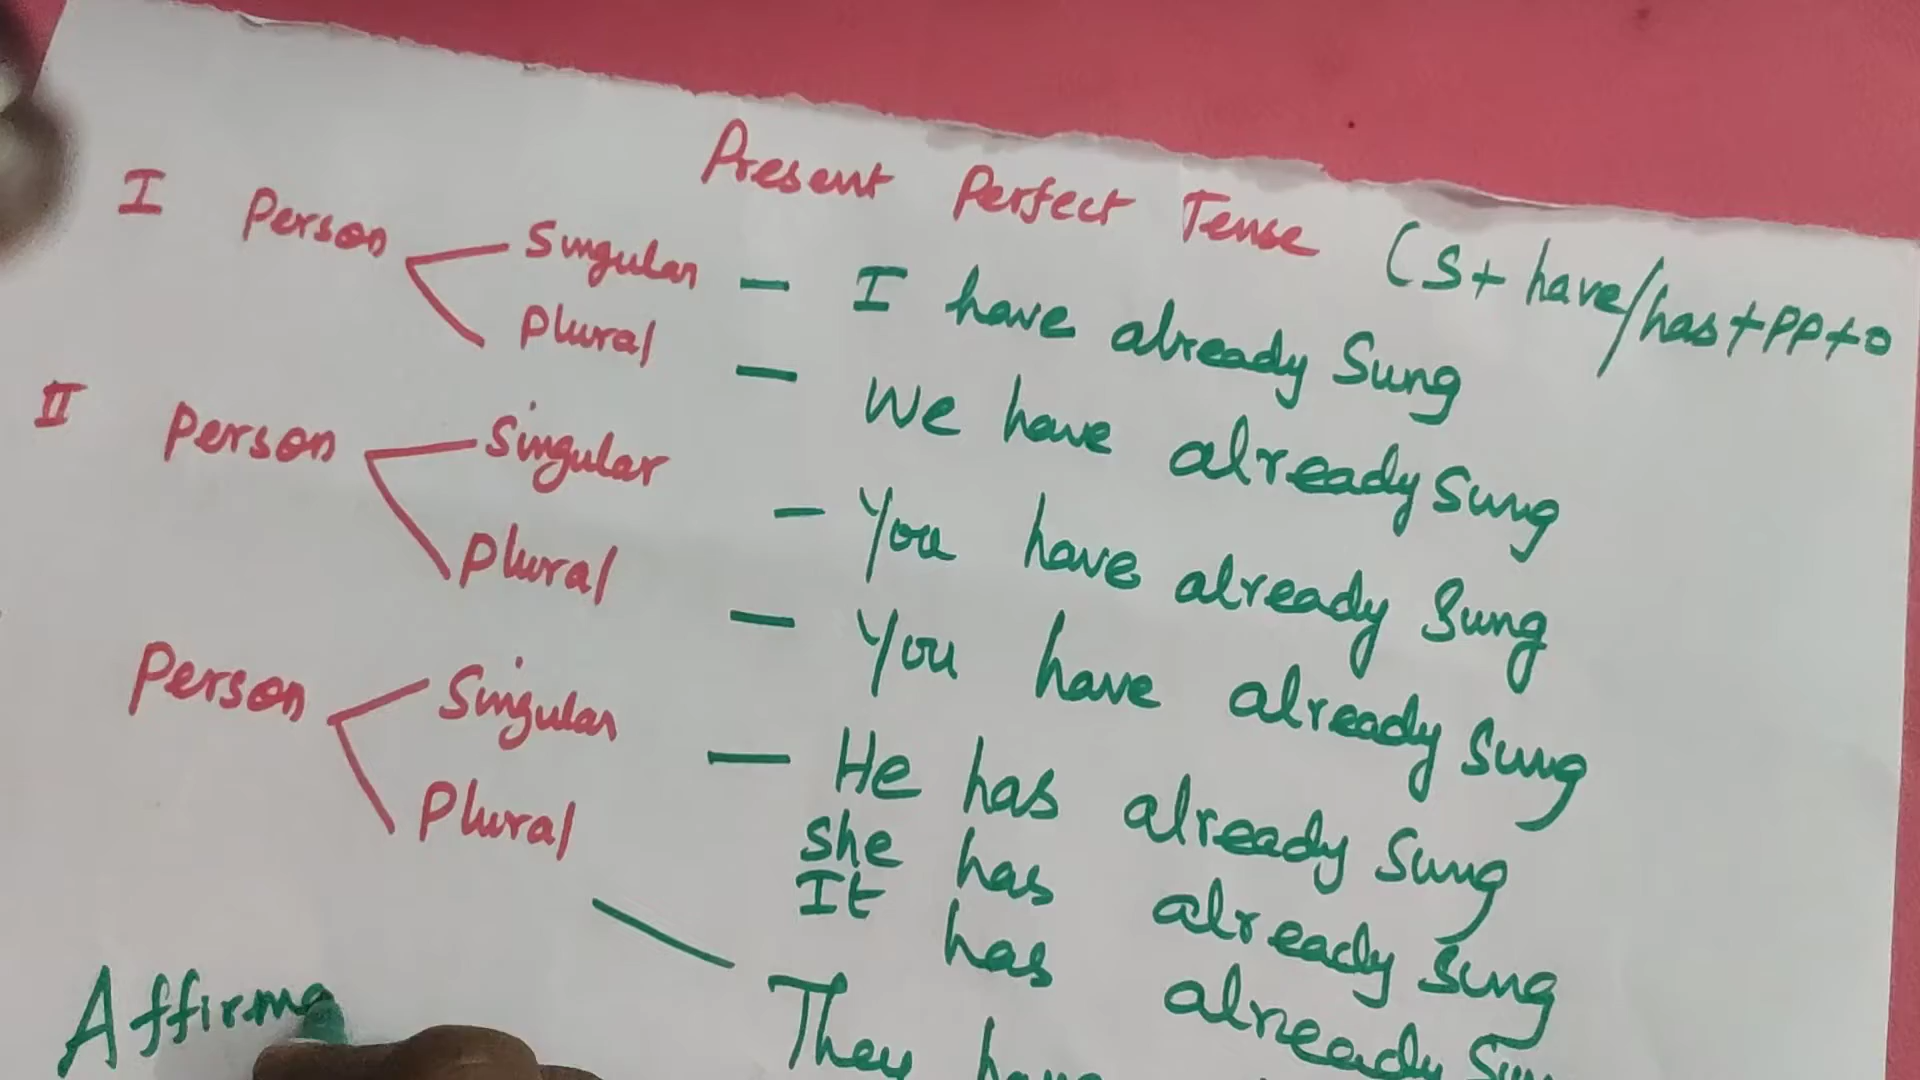 Present Perfect Tense (S+ have/has+PP+O
I Person Singular – I have already Sung
Plural – We have already Sung
II Person Singular – You have already Sung
Plural – You have already Sung
Person Singular – He has already Sung
She has already Sung
It has already
Plural – They have
Affirma